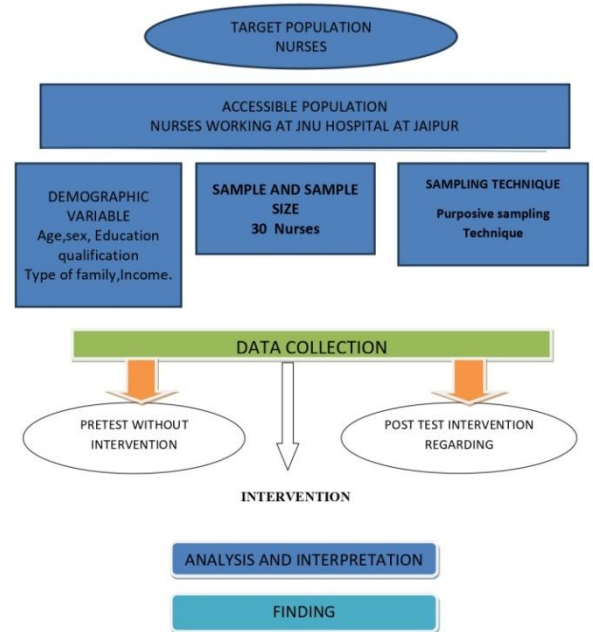 TARGET POPULATION
NURSES
ACCESSIBLE POPULATION
NURSES WORKING AT JNU HOSPITAL AT JAIPUR
DEMOGRAPHIC
VARIABLE
Age,sex, Education
qualification
Type of family,Income.
SAMPLE AND SAMPLE
SIZE
30 Nurses
SAMPLING TECHNIQUE
Purposive sampling
Technique
DATA COLLECTION
PRETEST WITHOUT
INTERVENTION
POST TEST INTERVENTION
REGARDING
INTERVENTION
ANALYSIS AND INTERPRETATION
FINDING